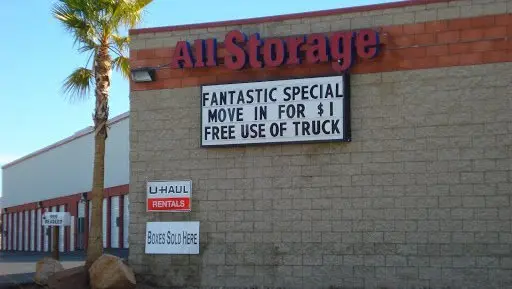 All Storage
FANTASTIC SPECIAL
MOVE IN FOR $1
FREE USE OF TRUCK
U-HAUL
RENTALS
BOXES SOLD HERE